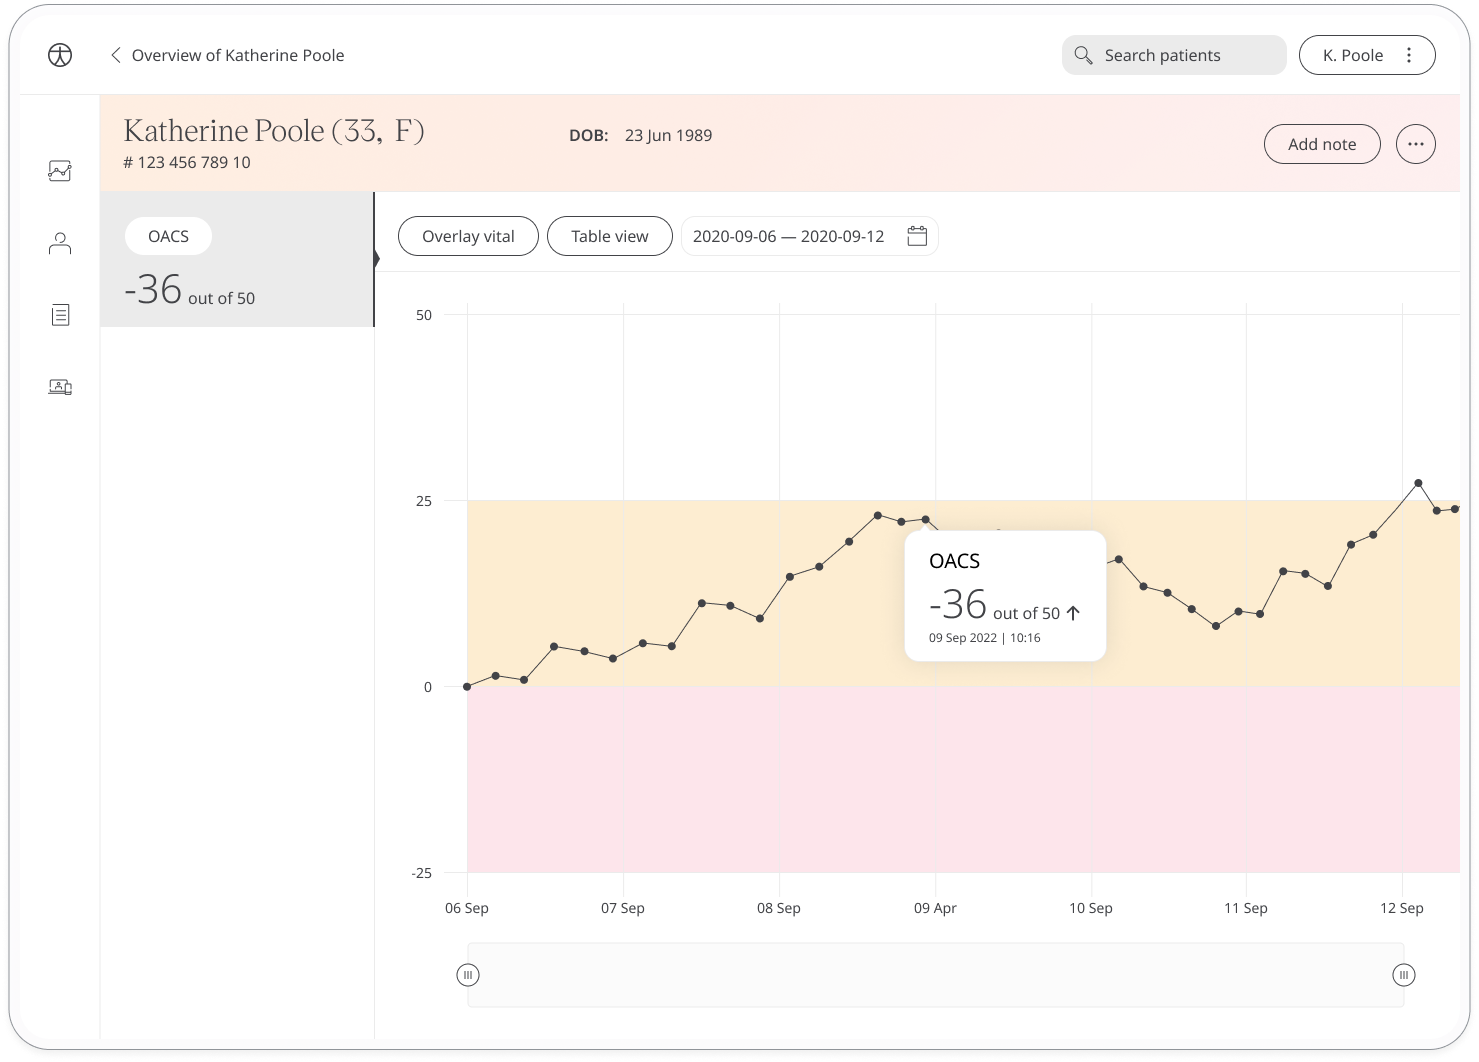 Overview of Katherine Poole
Search patients
K. Poole
Katherine Poole (33, F)
DOB: 23 Jun 1989
# 123 456 789 10
Add note
OACS
-36 out of 50
Overlay vital
Table view
2020-09-06 — 2020-09-12
50
25
0
-25
OACS
-36 out of 50 ↑
09 Sep 2022 | 10:16
06 Sep
07 Sep
08 Sep
09 Apr
10 Sep
11 Sep
12 Sep